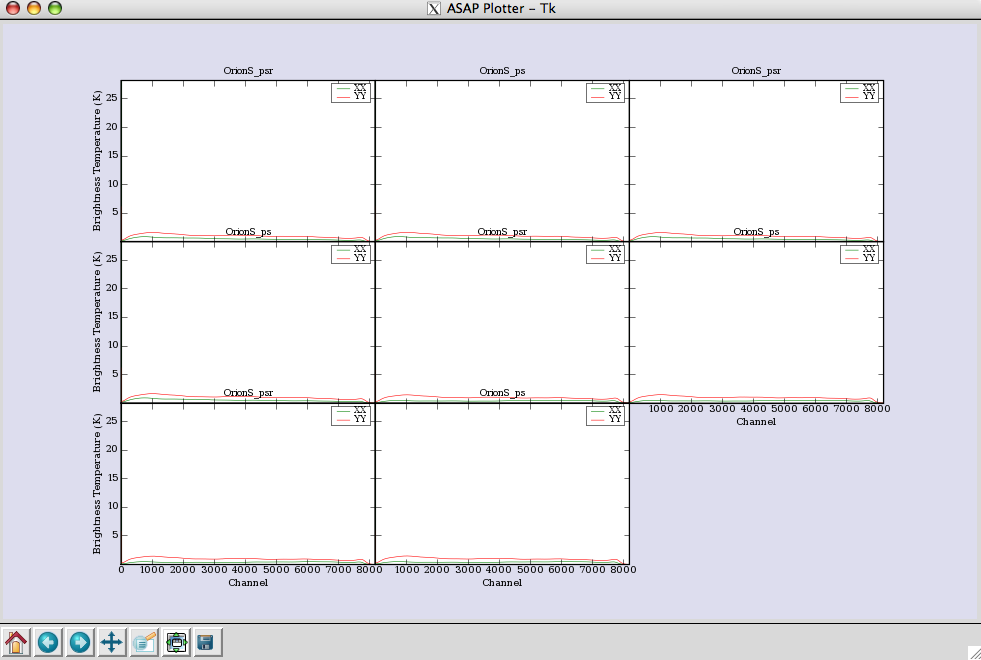 X ASAP Plotter - Tk
OrionS_psr OrionS_ps OrionS_psr
Brightness Temperature (K)
25
20
15
10
5
XX
YY
XX
YY
XX
YY
OrionS_ps OrionS_psr OrionS_ps
Brightness Temperature (K)
25
20
15
10
5
XX
YY
XX
YY
XX
YY
1000 2000 3000 4000 5000 6000 7000 8000
Channel
OrionS_psr OrionS_ps
Brightness Temperature (K)
25
20
15
10
5
XX
YY
XX
YY
0 1000 2000 3000 4000 5000 6000 7000 8000 1000 2000 3000 4000 5000 6000 7000 8000
Channel Channel